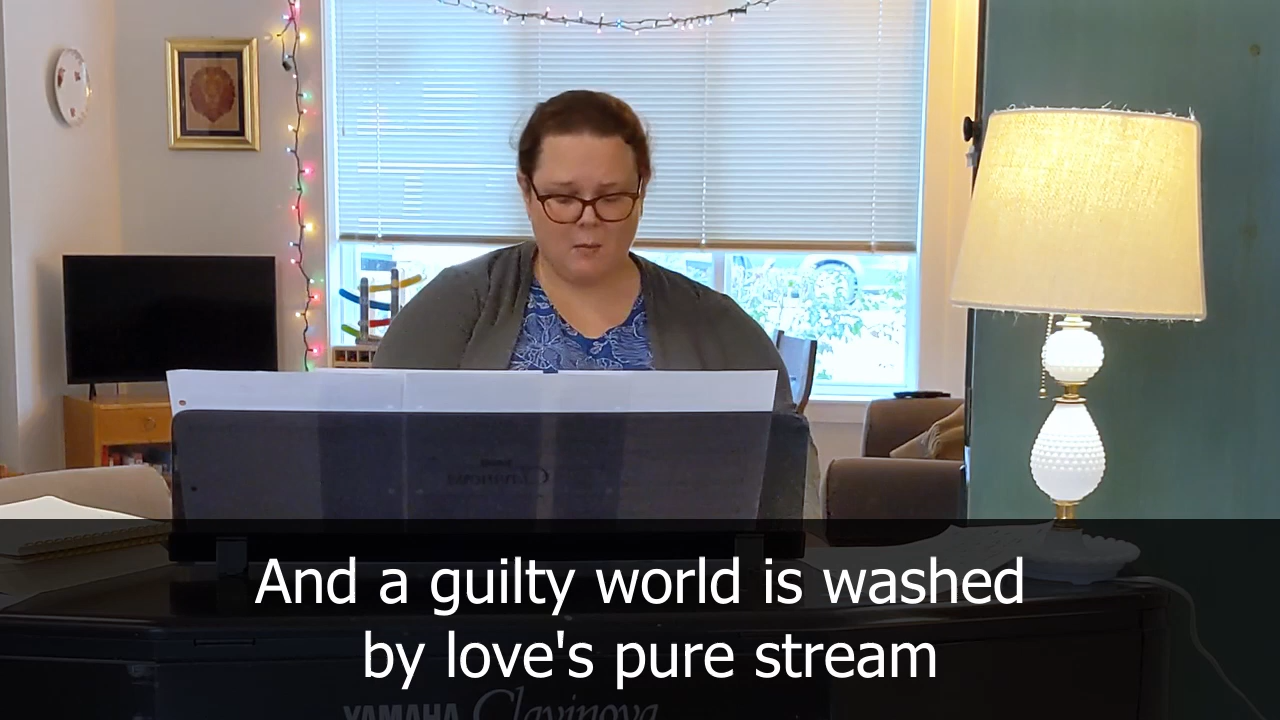 And a guilty world is washed
by love's pure stream
YAMAHA Clavinova